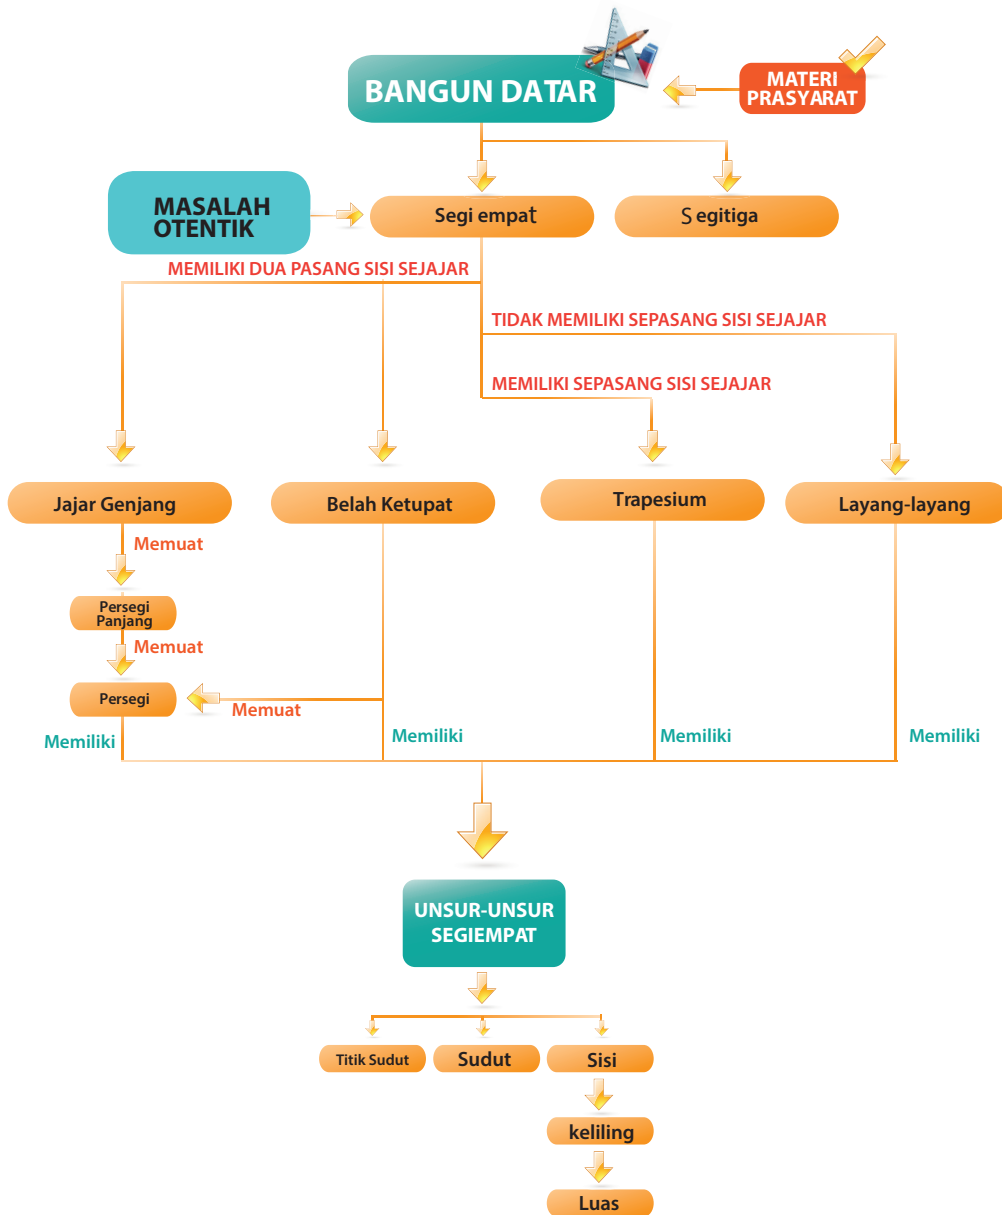 BANGUN DATAR
MATERI
PRASYARAT
MASALAH
OTENTIK
Segi empat
S egitiga
MEMILIKI DUA PASANG SISI SEJAJAR
TIDAK MEMILIKI SEPASANG SISI SEJAJAR
MEMILIKI SEPASANG SISI SEJAJAR
Jajar Genjang
Belah Ketupat
Trapesium
Layang-layang
Memuat
Persegi
Panjang
Memuat
Persegi
Memuat
Memiliki
Memiliki
Memiliki
Memiliki
UNSUR-UNSUR
SEGIEMPAT
Titik Sudut
Sudut
Sisi
keliling
Luas